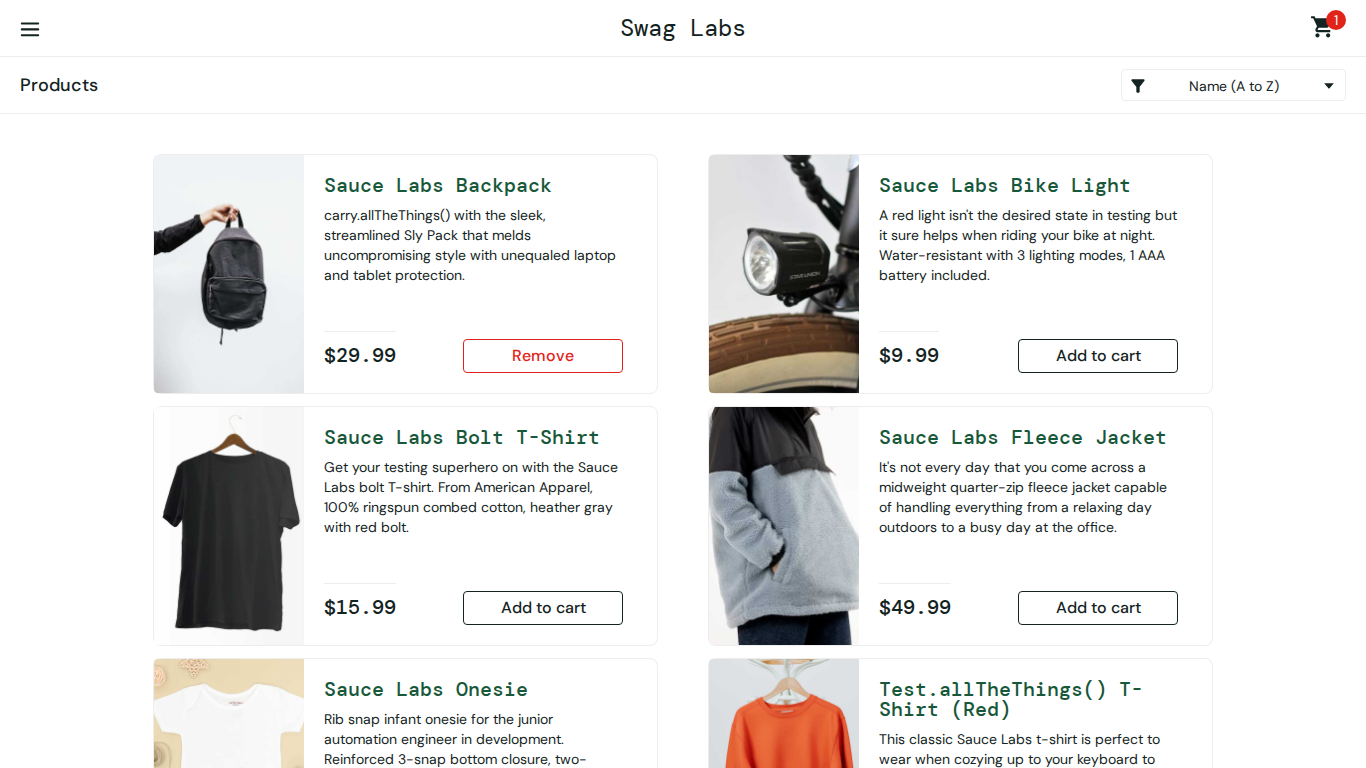 Swag Labs
1
Products
Name (A to Z)
Sauce Labs Backpack
carry.allTheThings() with the sleek,
streamlined Sly Pack that melds
uncompromising style with unequaled laptop
and tablet protection.
$29.99
Remove
Sauce Labs Bike Light
A red light isn't the desired state in testing but
it sure helps when riding your bike at night.
Water-resistant with 3 lighting modes, 1 AAA
battery included.
$9.99
Add to cart
Sauce Labs Bolt T-Shirt
Get your testing superhero on with the Sauce
Labs bolt T-shirt. From American Apparel,
100% ringspun combed cotton, heather gray
with red bolt.
$15.99
Add to cart
Sauce Labs Fleece Jacket
It's not every day that you come across a
midweight quarter-zip fleece jacket capable
of handling everything from a relaxing day
outdoors to a busy day at the office.
$49.99
Add to cart
Sauce Labs Onesie
Rib snap infant onesie for the junior
automation engineer in development.
Reinforced 3-snap bottom closure, two-
Test.allTheThings() T-
Shirt (Red)
This classic Sauce Labs t-shirt is perfect to
wear when cozying up to your keyboard to